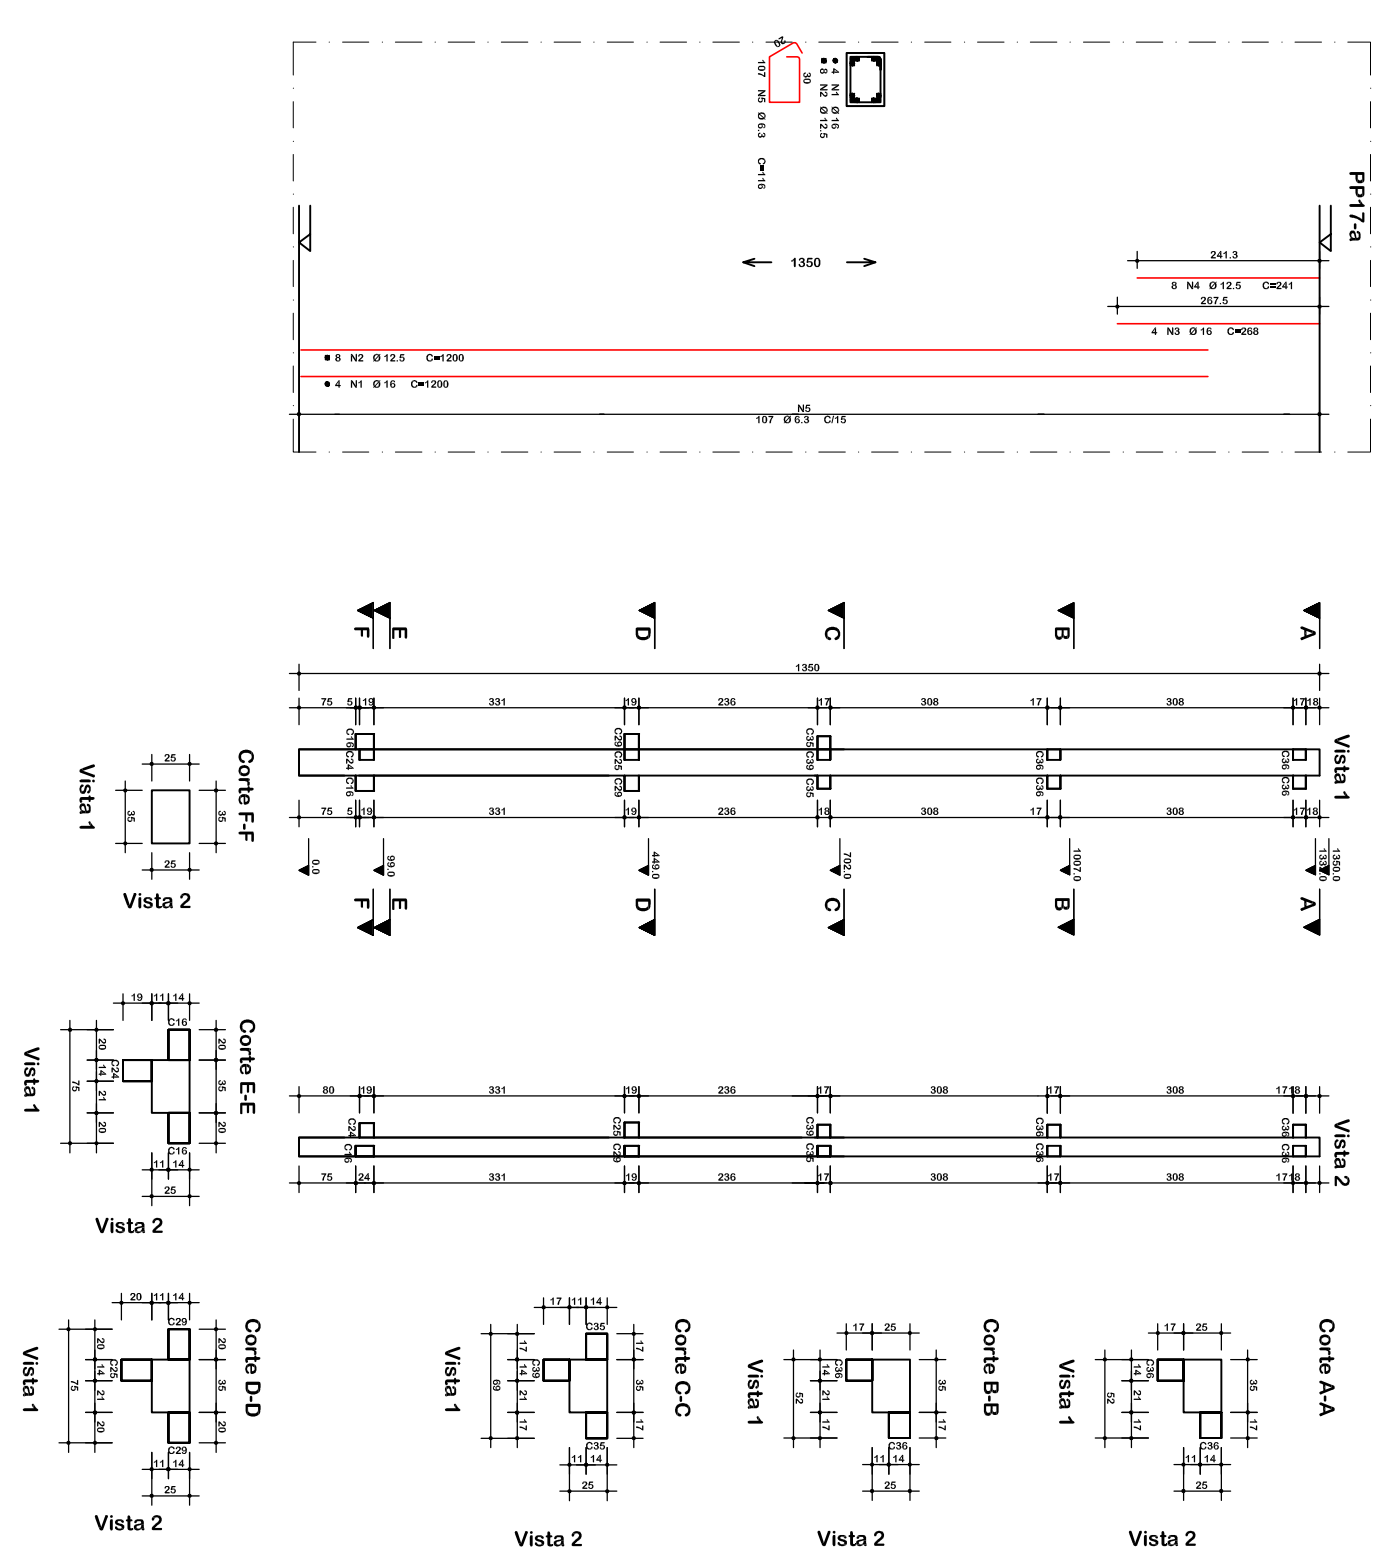 20
30
107 N5 Ø 6.3 C=116
4 N1 Ø 16
8 N2 Ø 12.5
PP17-a
1350
241.3
8 N4 Ø 12.5 C=241
267.5
4 N3 Ø 16 C=268
8 N2 Ø 12.5 C=1200
4 N1 Ø 16 C=1200
N5
107 Ø 6.3 C/15
F E D C B A
1350
75 5 19 331 19 236 17 308 17 308 17 18
C16 C24 C16
C29 C25 C29
C35 C39 C35
C36 C36
C36 C36
Vista 1
75 5 19 331 19 236 18 308 17 308 17 18
0.0 99.0 449.0 702.0 1007.0 1350.0
F E D C B A
Corte F-F
25
35 35
25
Vista 1
Vista 2
Corte E-E
19 11 14
C16
20 14 21 20
75
C24
20 35 20
C16
11 14
25
Vista 1
Vista 2
80 19 331 19 236 17 308 17 308 17 18
C24 C25 C39 C36 C36
C16 C29 C35 C36 C36
Vista 2
75 24 331 19 236 17 308 17 308 17 18
Corte D-D
20 11 14
C29
20 14 21 20
75
C25
20 35 20
C29
11 14
25
Vista 1
Vista 2
Corte C-C
17 11 14
C35
17 14 21 17
69
C39
17 35 17
C35
11 14
25
Vista 1
Vista 2
Corte B-B
17 25
C36
14 21 17
52
35 17
C36
11 14
25
Vista 1
Vista 2
Corte A-A
17 25
C36
14 21 17
52
35 17
C36
11 14
25
Vista 1
Vista 2